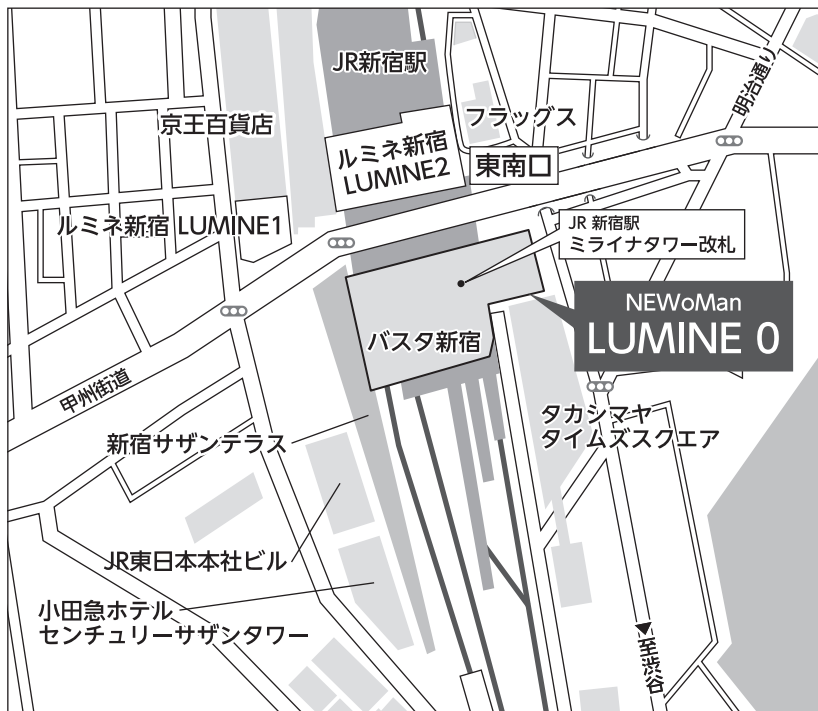 JR新宿駅
明治通り
フラッグス
京王百貨店
ルミネ新宿
LUMINE2
東南口
ルミネ新宿 LUMINE1
JR 新宿駅
ミライナタワー改札
NEWoMan
LUMINE 0
バスタ新宿
甲州街道
タカシマヤ
タイムズスクエア
新宿サザンテラス
JR東日本本社ビル
小田急ホテル
センチュリーサザンタワー
▼至渋谷